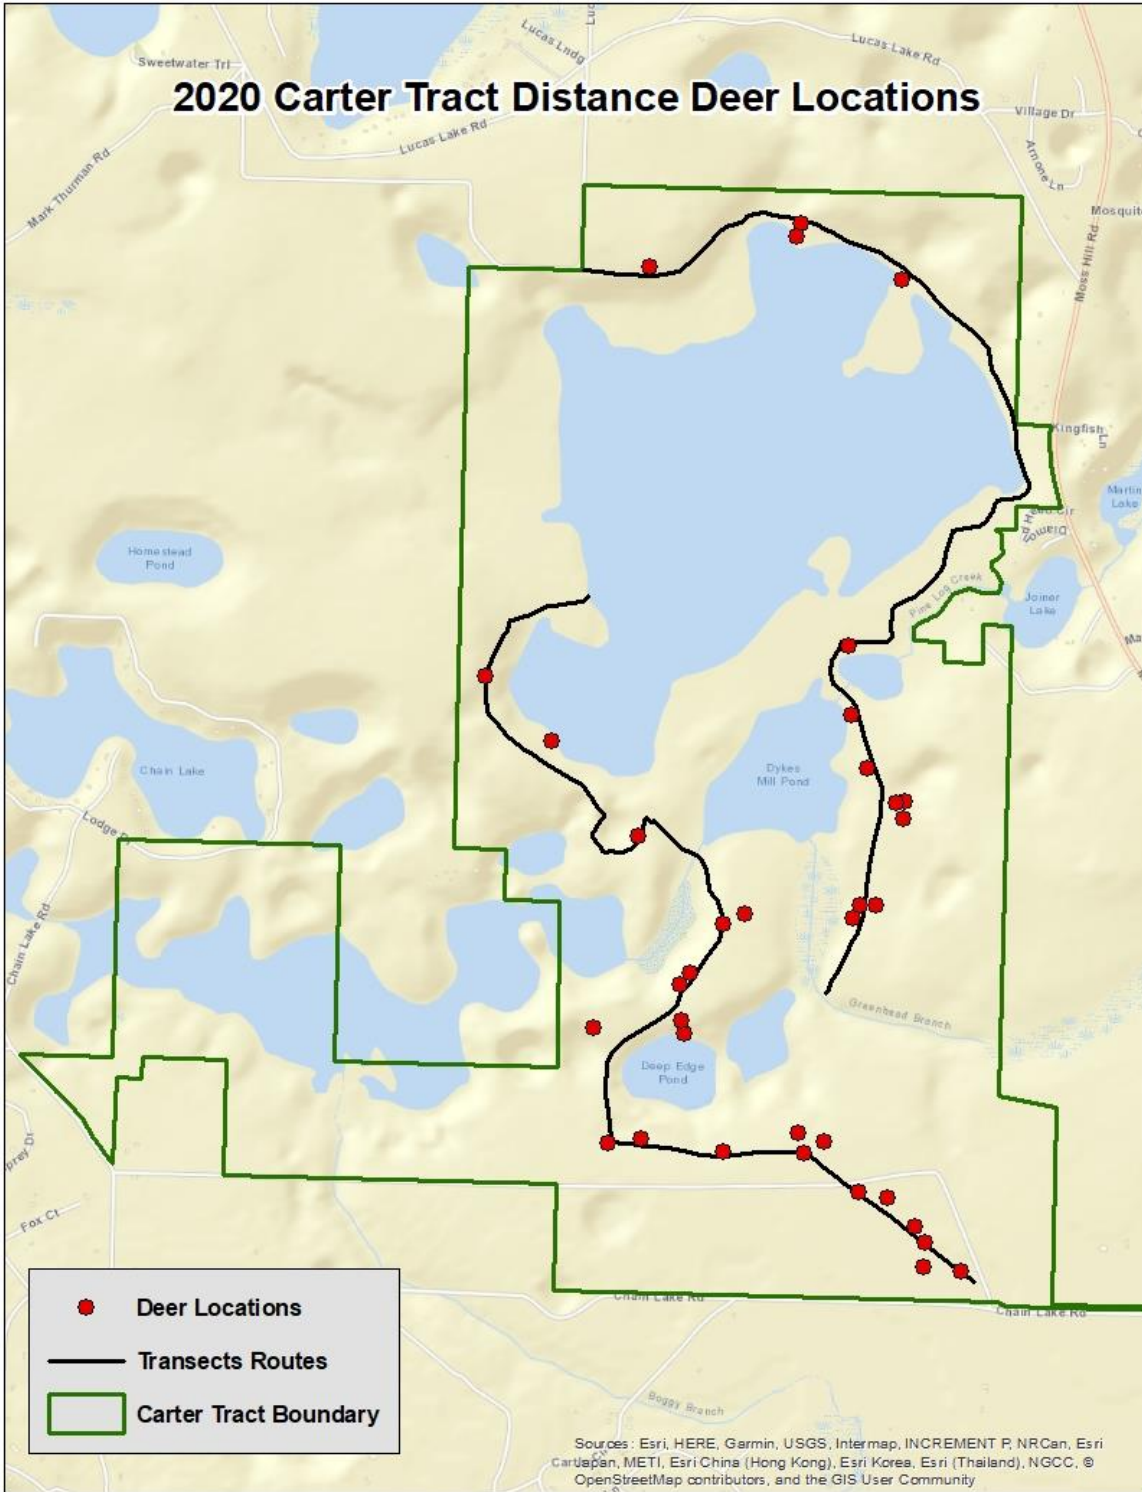 Luc
Lucas Lndg
Lucas Lake Rd
Sweetwater Trl
2020 Carter Tract Distance Deer Locations
Village Dr
Lucas Lake Rd
Arnone Ln
Mark Thurman Rd
Mosquito
Moss Hill Rd
Kingfish
Ln
Martin
Lake
Homestead
Pond
Pine Log Creek
Joiner
Lake
Ma
Chain Lake
Dykes
Mill Pond
Lodge D
Chain Lake Rd
Greenhead Branch
Deep Edge
Pond
prey Dr
Fox Ct
Deer Locations
Chain Lake Rd
Chain Lake Rd
Transects Routes
Carter Tract Boundary
Boggy Branch
Sources: Esri, HERE, Garmin, USGS, Intermap, INCREMENT P, NRCan, Esri
Japan, METI, Esri China (Hong Kong), Esri Korea, Esri (Thailand), NGCC, ©
OpenStreetMap contributors, and the GIS User Community